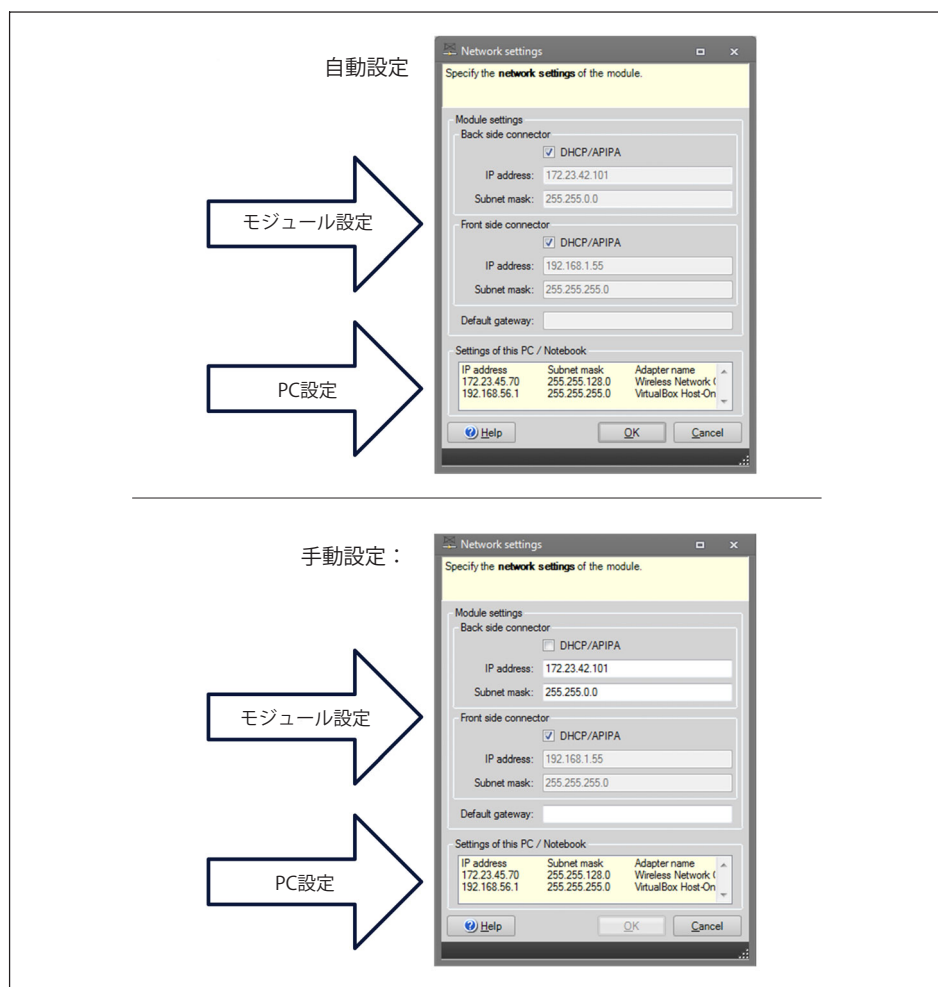 自動設定
Network settings
Specify the network settings of the module.
Module settings
Back side connector
DHCP/APIPA
IP address: 172.23.42.101
Subnet mask: 255.255.0.0
モジュール設定
Front side connector
DHCP/APIPA
IP address: 192.168.1.55
Subnet mask: 255.255.255.0
Default gateway:
Settings of this PC / Notebook
IP address Subnet mask Adapter name
172.23.45.70 255.255.128.0 Wireless Network (
192.168.56.1 255.255.255.0 VirtualBox Host-On
PC設定
Help OK Cancel
手動設定：
Network settings
Specify the network settings of the module.
Module settings
Back side connector
DHCP/APIPA
IP address: 172.23.42.101
Subnet mask: 255.255.0.0
モジュール設定
Front side connector
DHCP/APIPA
IP address: 192.168.1.55
Subnet mask: 255.255.255.0
Default gateway:
Settings of this PC / Notebook
IP address Subnet mask Adapter name
172.23.45.70 255.255.128.0 Wireless Network (
192.168.56.1 255.255.255.0 VirtualBox Host-On
PC設定
Help OK Cancel